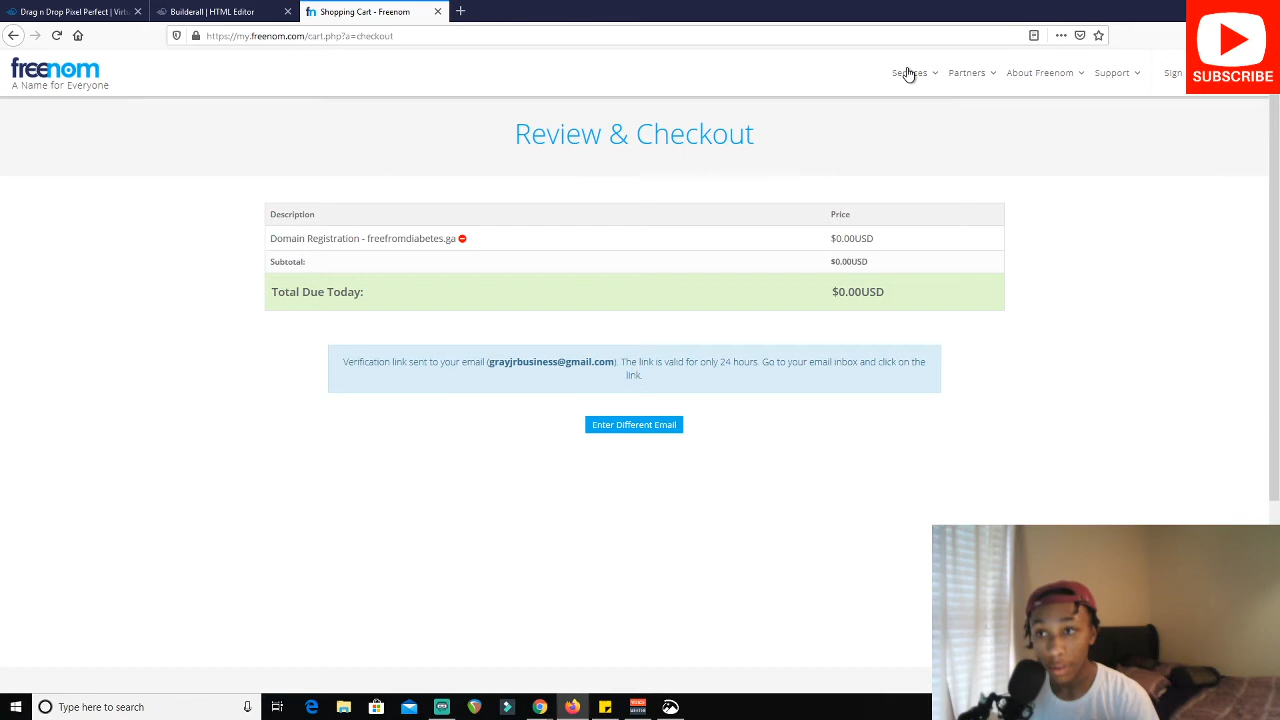 Drag n Drop Pixel Perfect | Virtu
Builderall | HTML Editor
Shopping Cart - Freenom
https://my.freenom.com/cart.php?a=checkout
SUBSCRIBE
freenom
A Name for Everyone
Services
Partners
About Freenom
Support
Sign
Review & Checkout
Description Price
Domain Registration - freefromdiabetes.ga $0.00USD
Subtotal: $0.00USD
Total Due Today: $0.00USD
Verification link sent to your email (grayjrbusiness@gmail.com). The link is valid for only 24 hours. Go to your email inbox and click on the
link.
Enter Different Email
Type here to search